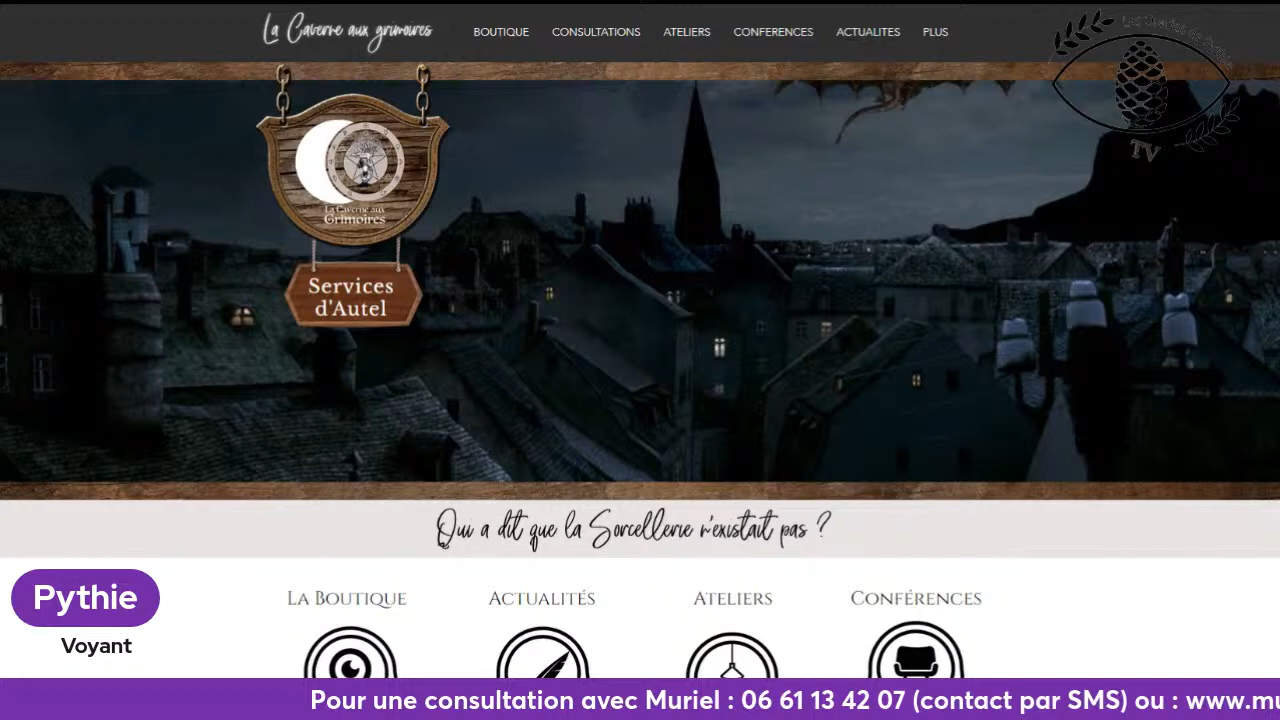 La Caverne aux grimoires
BOUTIQUE CONSULTATIONS ATELIERS CONFERENCES ACTUALITES PLUS
TV
La Caverne aux
Grimoires
Services
d'Autel
Qui a dit que la Sorcellerie n'existait pas ?
La Boutique Actualités Ateliers Conférences
Pythie
Voyant
Pour une consultation avec Muriel : 06 61 13 42 07 (contact par SMS) ou : www.mu